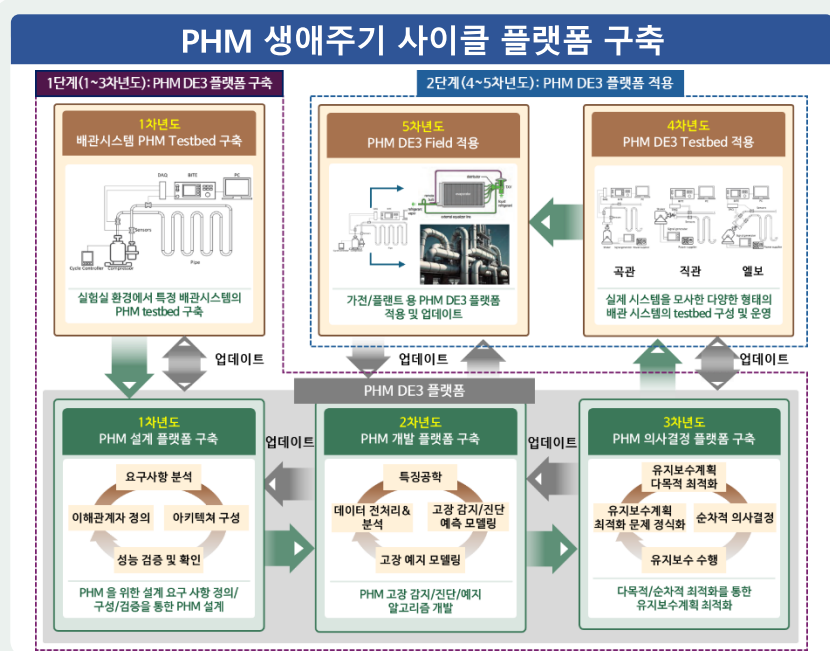 PHM 생애주기 사이클 플랫폼 구축
1단계(1~3차년도): PHM DE3 플랫폼 구축
2단계(4~5차년도): PHM DE3 플랫폼 적용
1차년도
배관시스템 PHM Testbed 구축
DAQ
BITE
PC
Sensors
Pipe
Cycle Controller
Compressor
실험실 환경에서 특정 배관시스템의
PHM testbed 구축
5차년도
PHM DE3 Field 적용
가전/플랜트 용 PHM DE3 플랫폼
적용 및 업데이트
4차년도
PHM DE3 Testbed 적용
곡관
직관
엘보
실제 시스템을 모사한 다양한 형태의
배관 시스템의 testbed 구성 및 운영
업데이트
업데이트
업데이트
PHM DE3 플랫폼
1차년도
PHM 설계 플랫폼 구축
요구사항 분석
이해관계자 정의
아키텍처 구성
성능 검증 및 확인
PHM 을 위한 설계 요구 사항 정의/
구성/검증을 통한 PHM 설계
업데이트
2차년도
PHM 개발 플랫폼 구축
특징공학
데이터 전처리&
분석
고장 감지/진단
예측 모델링
고장 예지 모델링
PHM 고장 감지/진단/예지
알고리즘 개발
업데이트
3차년도
PHM 의사결정 플랫폼 구축
유지보수계획
다목적 최적화
유지보수계획
최적화 문제 정식화
순차적 의사결정
유지보수 수행
다목적/순차적 최적화를 통한
유지보수계획 최적화